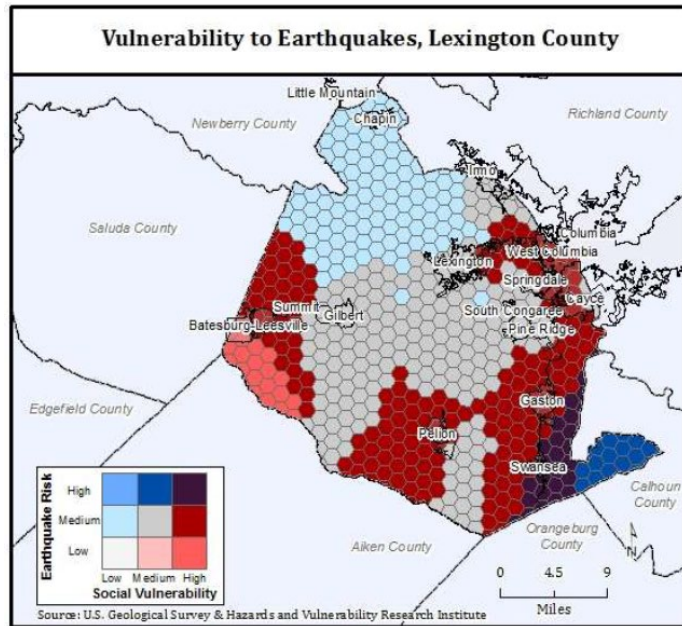 Vulnerability to Earthquakes, Lexington County
Little Mountain
Newberry County
Chapin
Richland County
Irmo
Saluda County
Columbia
West Columbia
Lexington
Springdale
Summit
Gilbert
South Congaree
Cayce
Batesburg-Leesville
Pine Ridge
Edgefield County
Gaston
Pelion
Swansea
Calhoun
County
Orangeburg
County
Aiken County
N
Earthquake Risk
High
Medium
Low
Low Medium High
Social Vulnerability
0 4.5 9
Miles
Source: U.S. Geological Survey & Hazards and Vulnerability Research Institute